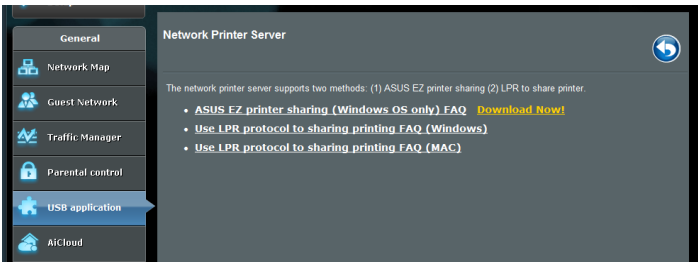 General
Network Map
Guest Network
Traffic Manager
Parental control
USB application
AiCloud
Network Printer Server
The network printer server supports two methods: (1) ASUS EZ printer sharing (2) LPR to share printer.
ASUS EZ printer sharing (Windows OS only) FAQ Download Now!
Use LPR protocol to sharing printing FAQ (Windows)
Use LPR protocol to sharing printing FAQ (MAC)